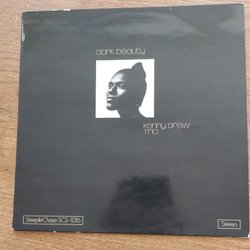 dark beauty
kenny drew
trio
SteepleChase SCS-1016
Stereo